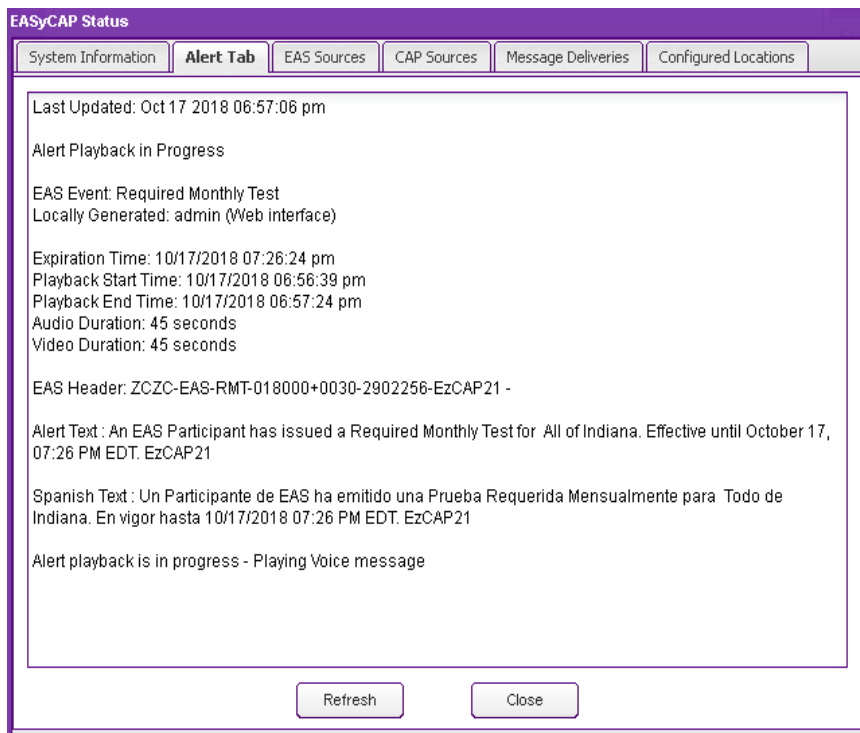 EASyCAP Status
System Information
Alert Tab
EAS Sources
CAP Sources
Message Deliveries
Configured Locations
Last Updated: Oct 17 2018 06:57:06 pm
Alert Playback in Progress
EAS Event: Required Monthly Test
Locally Generated: admin (Web interface)
Expiration Time: 10/17/2018 07:26:24 pm
Playback Start Time: 10/17/2018 06:56:39 pm
Playback End Time: 10/17/2018 06:57:24 pm
Audio Duration: 45 seconds
Video Duration: 45 seconds
EAS Header: ZCZC-EAS-RMT-018000+0030-2902256-EzCAP21 -
Alert Text : An EAS Participant has issued a Required Monthly Test for  All of Indiana. Effective until October 17,
07:26 PM EDT. EzCAP21
Spanish Text : Un Participante de EAS ha emitido una Prueba Requerida Mensualmente para  Todo de
Indiana. En vigor hasta 10/17/2018 07:26 PM EDT. EzCAP21
Alert playback is in progress - Playing Voice message
Refresh
Close